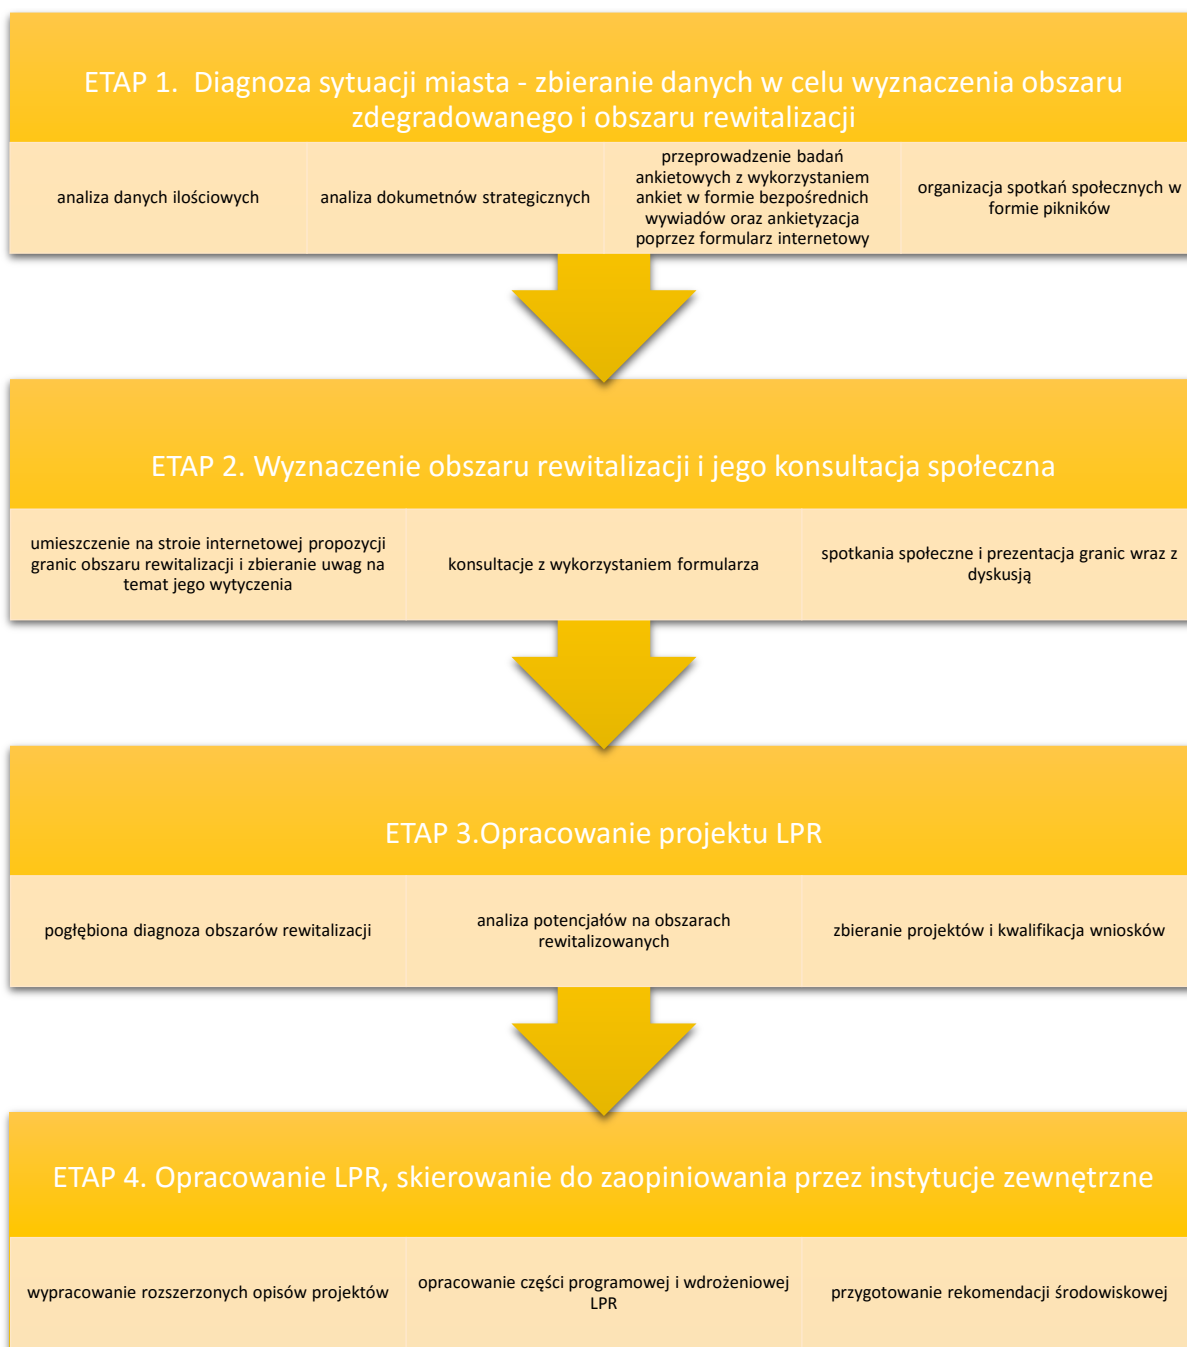 ETAP 1.  Diagnoza sytuacji miasta - zbieranie danych w celu wyznaczenia obszaru
zdegradowanego i obszaru rewitalizacji
analiza danych ilościowych
analiza dokumetnów strategicznych
przeprowadzenie badań
ankietowych z wykorzystaniem
ankiet w formie bezpośrednich
wywiadów oraz ankietyzacja
poprzez formularz internetowy
organizacja spotkań społecznych w
formie pikników
ETAP 2. Wyznaczenie obszaru rewitalizacji i jego konsultacja społeczna
umieszczenie na stroie internetowej propozycji
granic obszaru rewitalizacji i zbieranie uwag na
temat jego wytyczenia
konsultacje z wykorzystaniem formularza
spotkania społeczne i prezentacja granic wraz z
dyskusją
ETAP 3.Opracowanie projektu LPR
pogłębiona diagnoza obszarów rewitalizacji
analiza potencjałów na obszarach
rewitalizowanych
zbieranie projektów i kwalifikacja wniosków
ETAP 4. Opracowanie LPR, skierowanie do zaopiniowania przez instytucje zewnętrzne
wypracowanie rozszerzonych opisów projektów
opracowanie części programowej i wdrożeniowej
LPR
przygotowanie rekomendacji środowiskowej